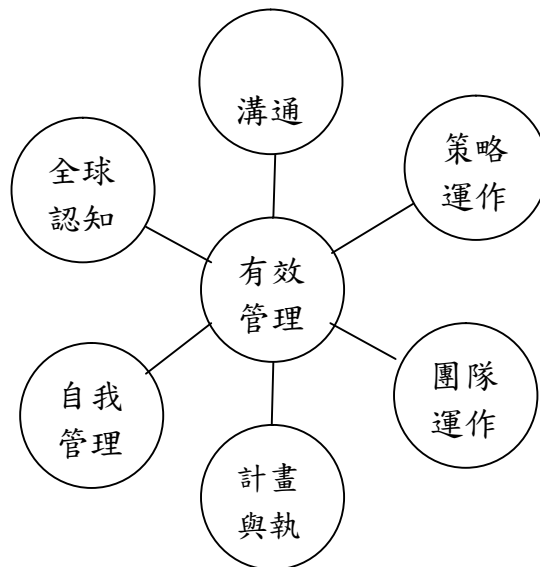 溝通
策略
運作
全球
認知
有效
管理
團隊
運作
自我
管理
計畫
與執